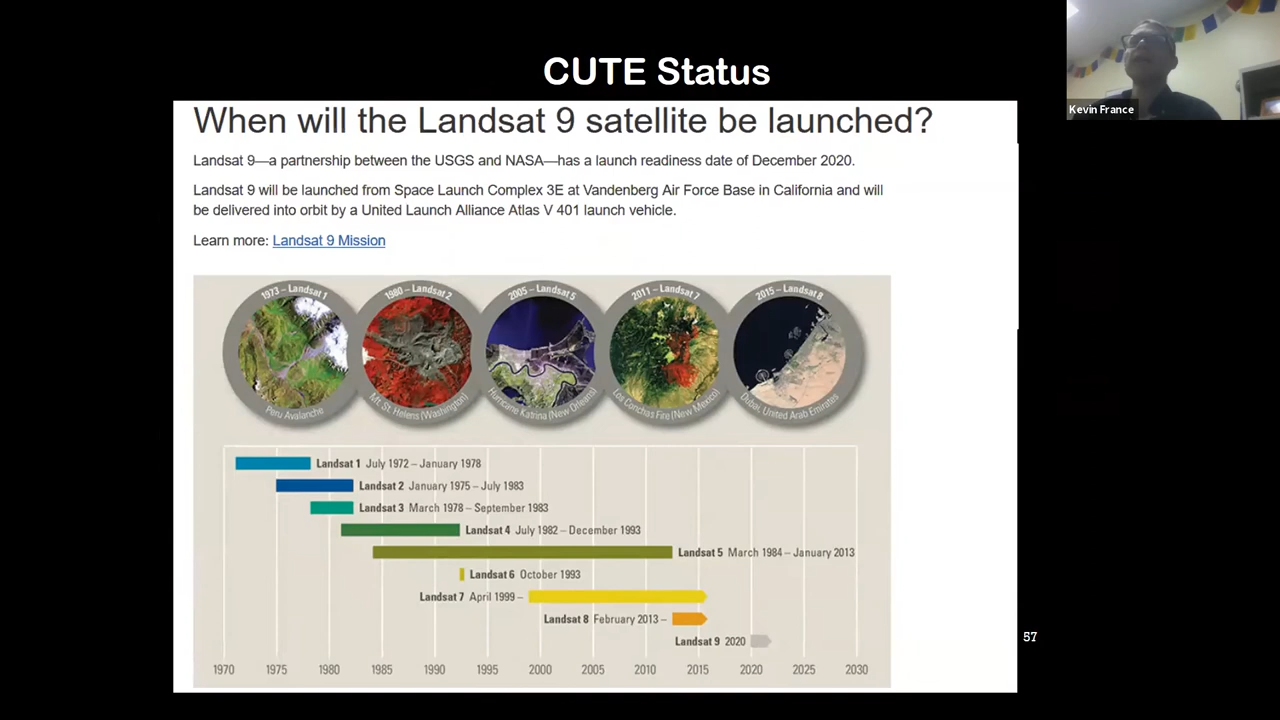 CUTE Status
Kevin France
When will the Landsat 9 satellite be launched?
Landsat 9—a partnership between the USGS and NASA—has a launch readiness date of December 2020.
Landsat 9 will be launched from Space Launch Complex 3E at Vandenberg Air Force Base in California and will
be delivered into orbit by a United Launch Alliance Atlas V 401 launch vehicle.
Learn more: Landsat 9 Mission
1973 – Landsat 1
1980 – Landsat 2
2005 – Landsat 5
2011 – Landsat 7
2015 – Landsat 8
Peru Avalanche
Mt. St. Helens (Washington)
Hurricane Katrina (New Orleans)
Los Conchas Fire (New Mexico)
Dubai, United Arab Emirates
Landsat 1 July 1972 – January 1978
Landsat 2 January 1975 – July 1983
Landsat 3 March 1978 – September 1983
Landsat 4 July 1982 – December 1993
Landsat 5 March 1984 – January 2013
Landsat 6 October 1993
Landsat 7 April 1999 –
Landsat 8 February 2013 –
Landsat 9 2020
57
1970 1975 1980 1985 1990 1995 2000 2005 2010 2015 2020 2025 2030